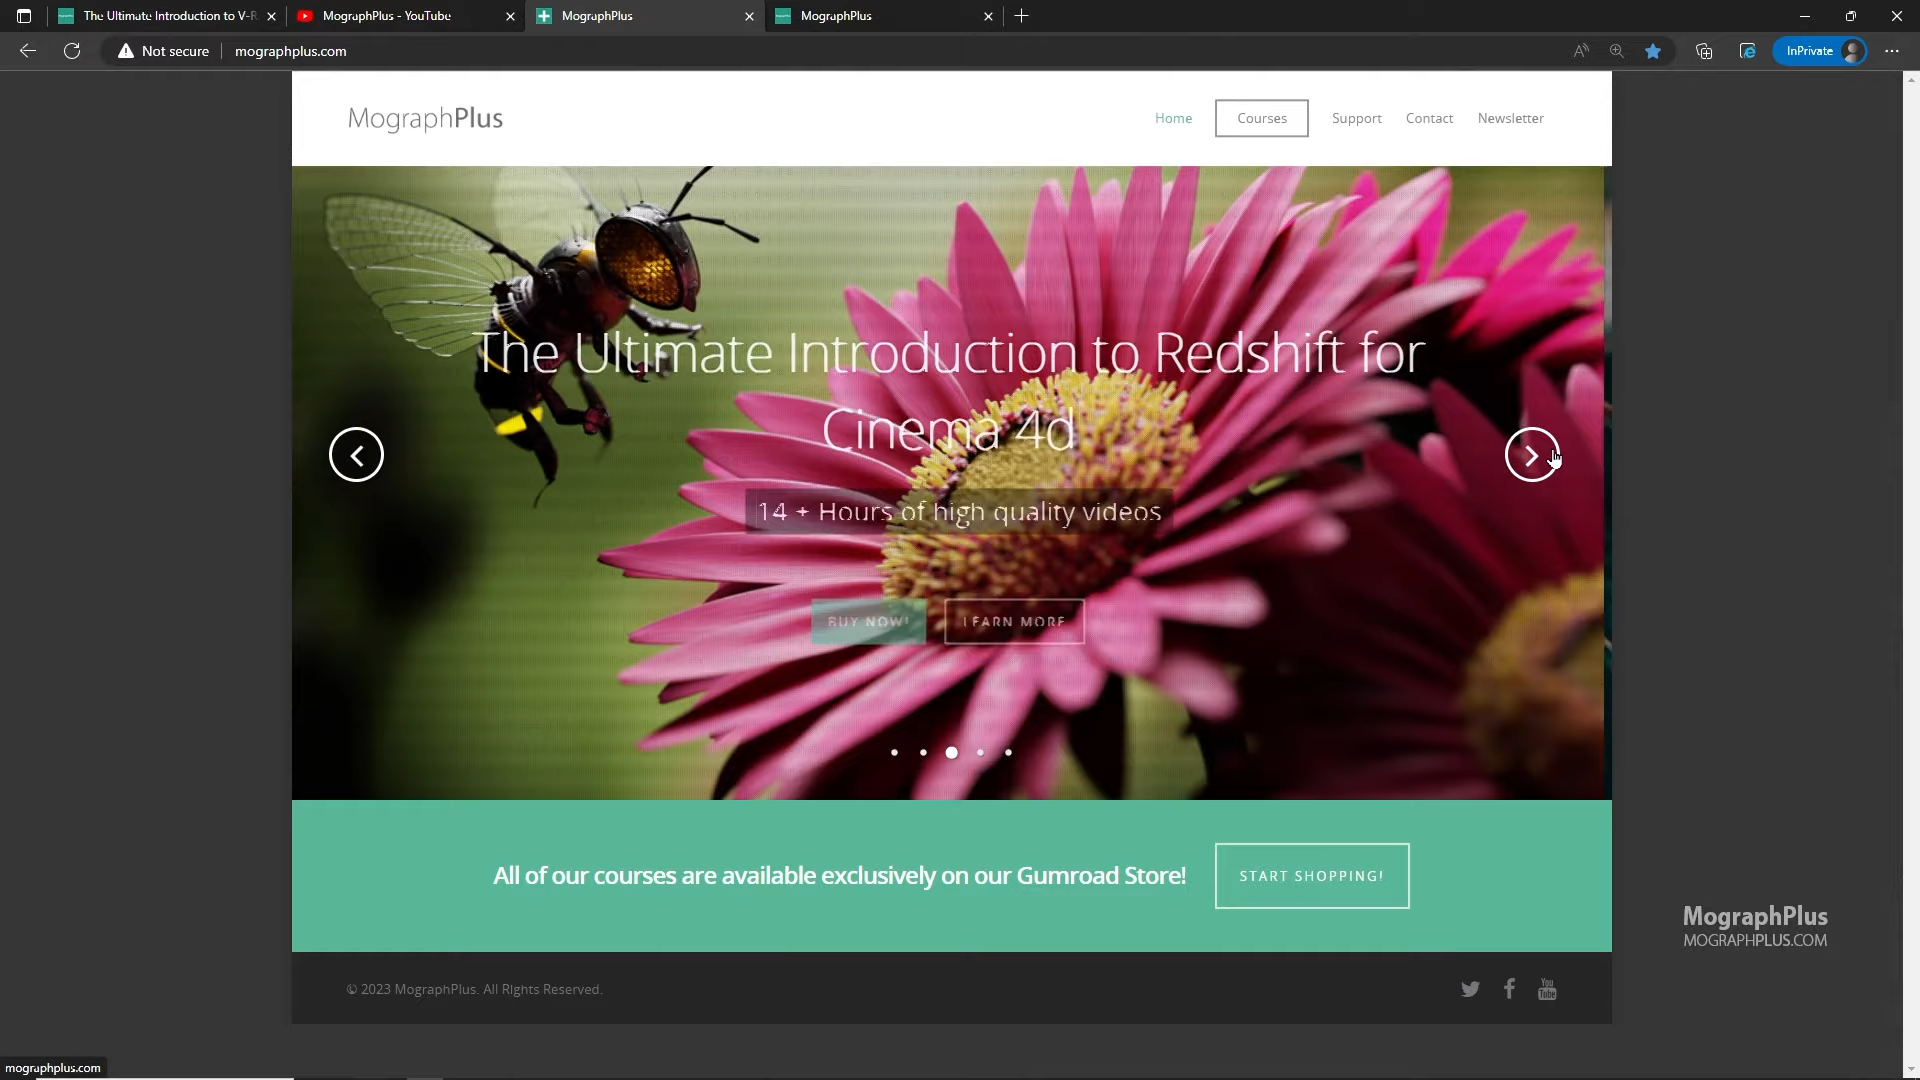 The Ultimate Introduction to V-R
MographPlus - YouTube
MographPlus
MographPlus
Not secure
mographplus.com
InPrivate
MographPlus
Home
Courses
Support
Contact
Newsletter
The Ultimate Introduction to Redshift for
Cinema 4d
14 + Hours of high quality videos
BUY NOW!
LEARN MORE
All of our courses are available exclusively on our Gumroad Store!
START SHOPPING!
MographPlus
MOGRAPHPLUS.COM
© 2023 MographPlus. All Rights Reserved.
You
Tube
mographplus.com